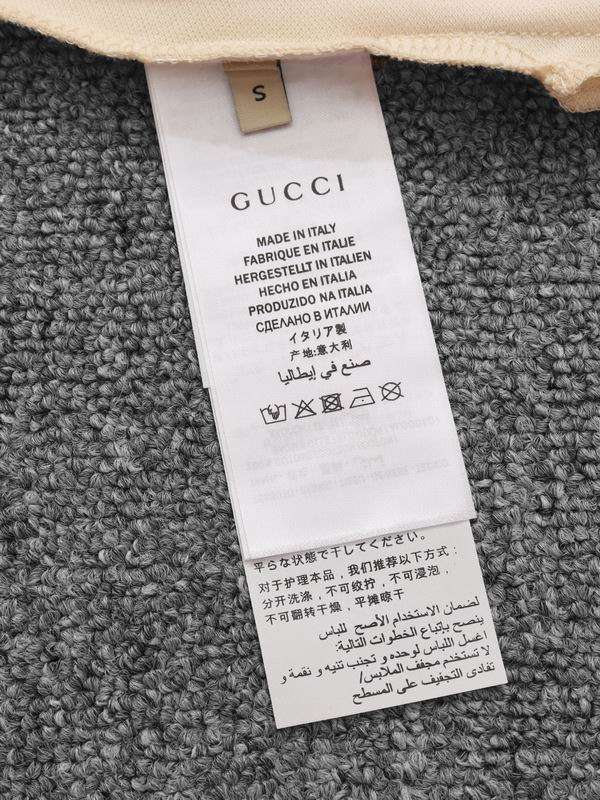 S
GUCCI
MADE IN ITALY
FABRIQUE EN ITALIE
HERGESTELLT IN ITALIEN
HECHO EN ITALIA
PRODUZIDO NA ITALIA
СДЕЛАНО В ИТАЛИИ
イタリア製
产地:意大利
صنع في إيطاليا
平らな状態で干してください。
对于护理本品，我们推荐以下方式：
分开洗涤，不可绞拧，不可浸泡，
不可翻转干燥，平摊晾干
لضمان الاستخدام الأصح للباس
ينصح بإتباع الخطوات التالية:
اغسل اللباس لوحده و تجنب تنيه و نقعة و
لا تستخدم مجفف الملابس/
تفادى التجفيف على المسطح